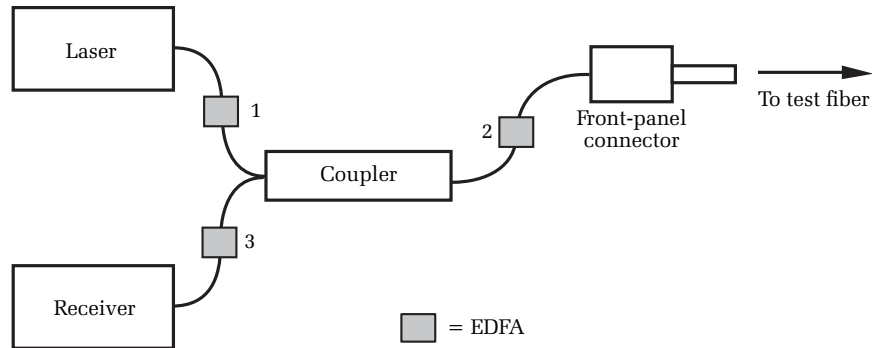 Laser
1
2
Front-panel
connector
To test fiber
Coupler
3
Receiver
= EDFA